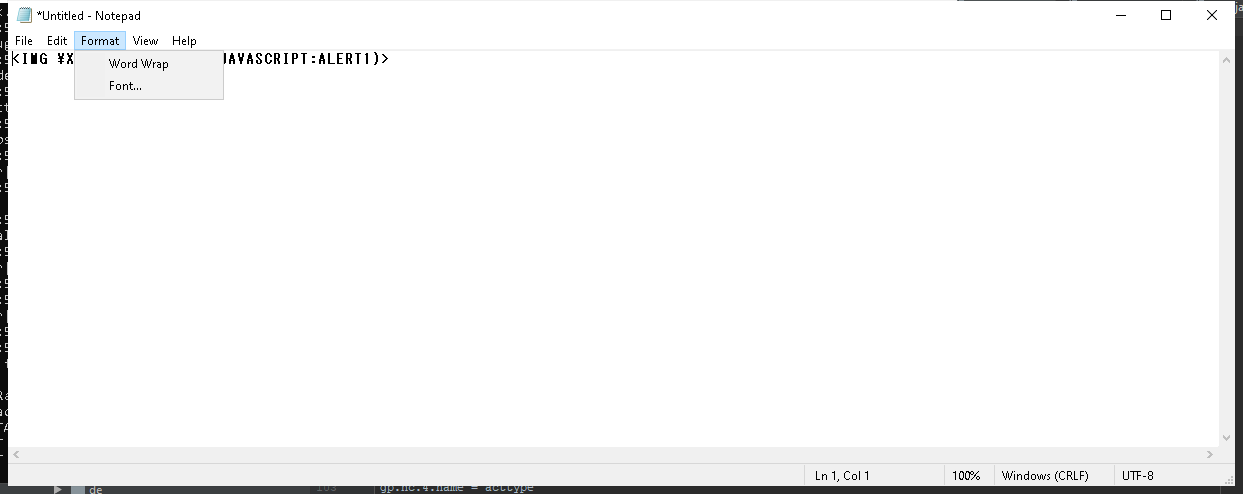 *Untitled - Notepad
File Edit Format View Help
<IMG ¥X JAVASCRIPT:ALERT1)>
Word Wrap
Font...
Ln 1, Col 1 100% Windows (CRLF) UTF-8
de
gp.nc.4.name = acctype